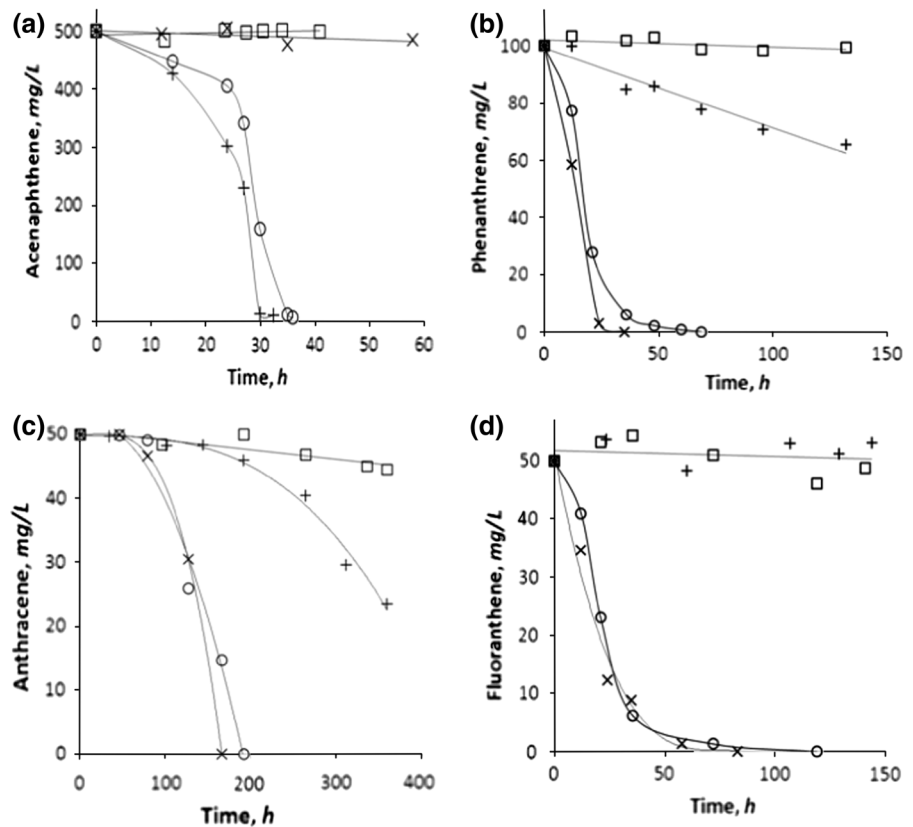 (a)
Acenaphthene, mg/L
500
400
300
200
100
0
0 10 20 30 40 50 60
Time, h
(b)
Phenanthrene, mg/L
100
80
60
40
20
0
0 50 100 150
Time, h
(c)
Anthracene, mg/L
50
40
30
20
10
0
0 100 200 300 400
Time, h
(d)
Fluoranthene, mg/L
50
40
30
20
10
0
0 50 100 150
Time, h